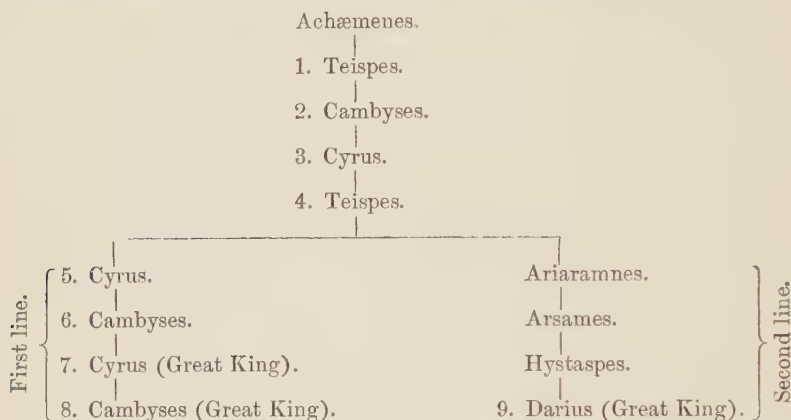 Achæmenes.
1. Teispes.
2. Cambyses.
3. Cyrus.
4. Teispes.
First line.
5. Cyrus.
6. Cambyses.
7. Cyrus (Great King).
8. Cambyses (Great King).
Ariaramnes.
Arsames.
Hystaspes.
9. Darius (Great King).
Second line.